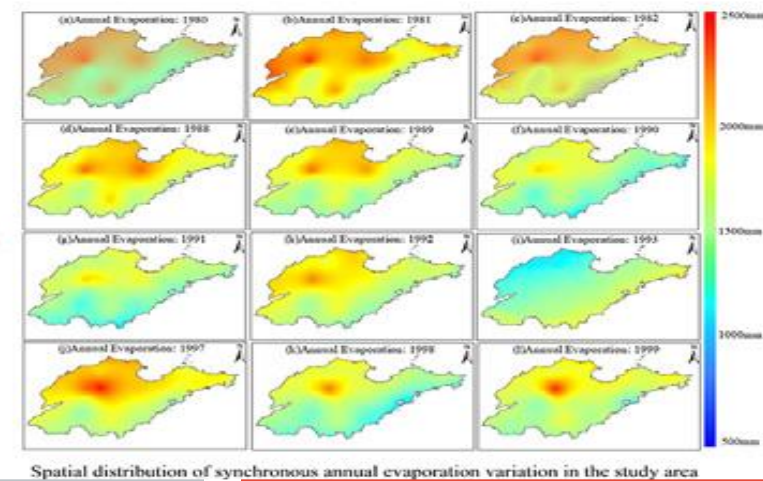 (a)Annual Evaporation: 1980
(b)Annual Evaporation: 1981
(c)Annual Evaporation: 1982
2500mm
(d)Annual Evaporation: 1988
(e)Annual Evaporation: 1989
(f)Annual Evaporation: 1990
2000mm
(g)Annual Evaporation: 1991
(h)Annual Evaporation: 1992
(i)Annual Evaporation: 1993
1500mm
1000mm
(j)Annual Evaporation: 1997
(k)Annual Evaporation: 1998
(l)Annual Evaporation: 1999
500mm
Spatial distribution of synchronous annual evaporation variation in the study area